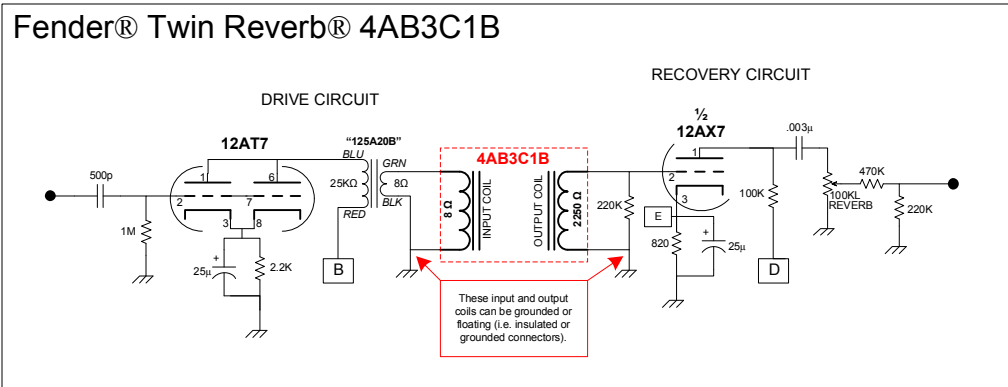 Fender® Twin Reverb® 4AB3C1B
DRIVE CIRCUIT
RECOVERY CIRCUIT
12AT7
"125A20B"
½
12AX7
4AB3C1B
BLU
GRN
500p
1
6
25KΩ
8Ω
8 Ω
INPUT COIL
OUTPUT COIL
2250 Ω
220K
1
.003µ
2
7
2
470K
100K
100KL
REVERB
BLK
RED
3
8
3
E
220K
1M
+
25µ
2.2K
B
820
+
25µ
D
These input and output
coils can be grounded or
floating (i.e. insulated or
grounded connectors).